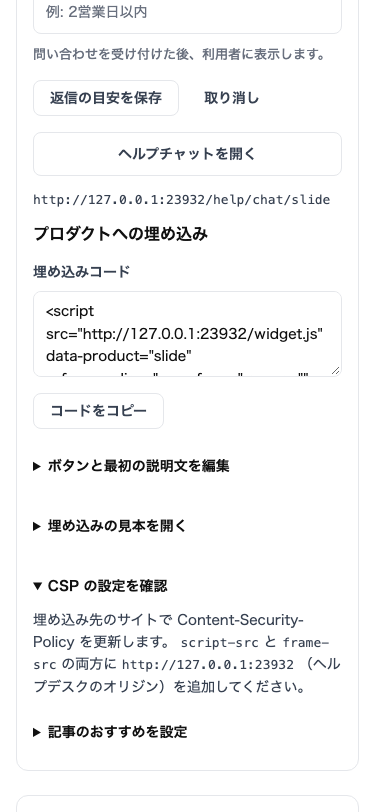 例: 2営業日以内
問い合わせを受け付けた後、利用者に表示します。
返信の目安を保存
取り消し
ヘルプチャットを開く
http://127.0.0.1:23932/help/chat/slide
プロダクトへの埋め込み
埋め込みコード
<script
src="http://127.0.0.1:23932/widget.js"
data-product="slide"
コードをコピー
▶ ボタンと最初の説明文を編集
▶ 埋め込みの見本を開く
▼ CSP の設定を確認
埋め込み先のサイトで Content-Security-
Policy を更新します。 script-src と frame-
src の両方に http://127.0.0.1:23932 （ヘル
プデスクのオリジン）を追加してください。
▶ 記事のおすすめを設定